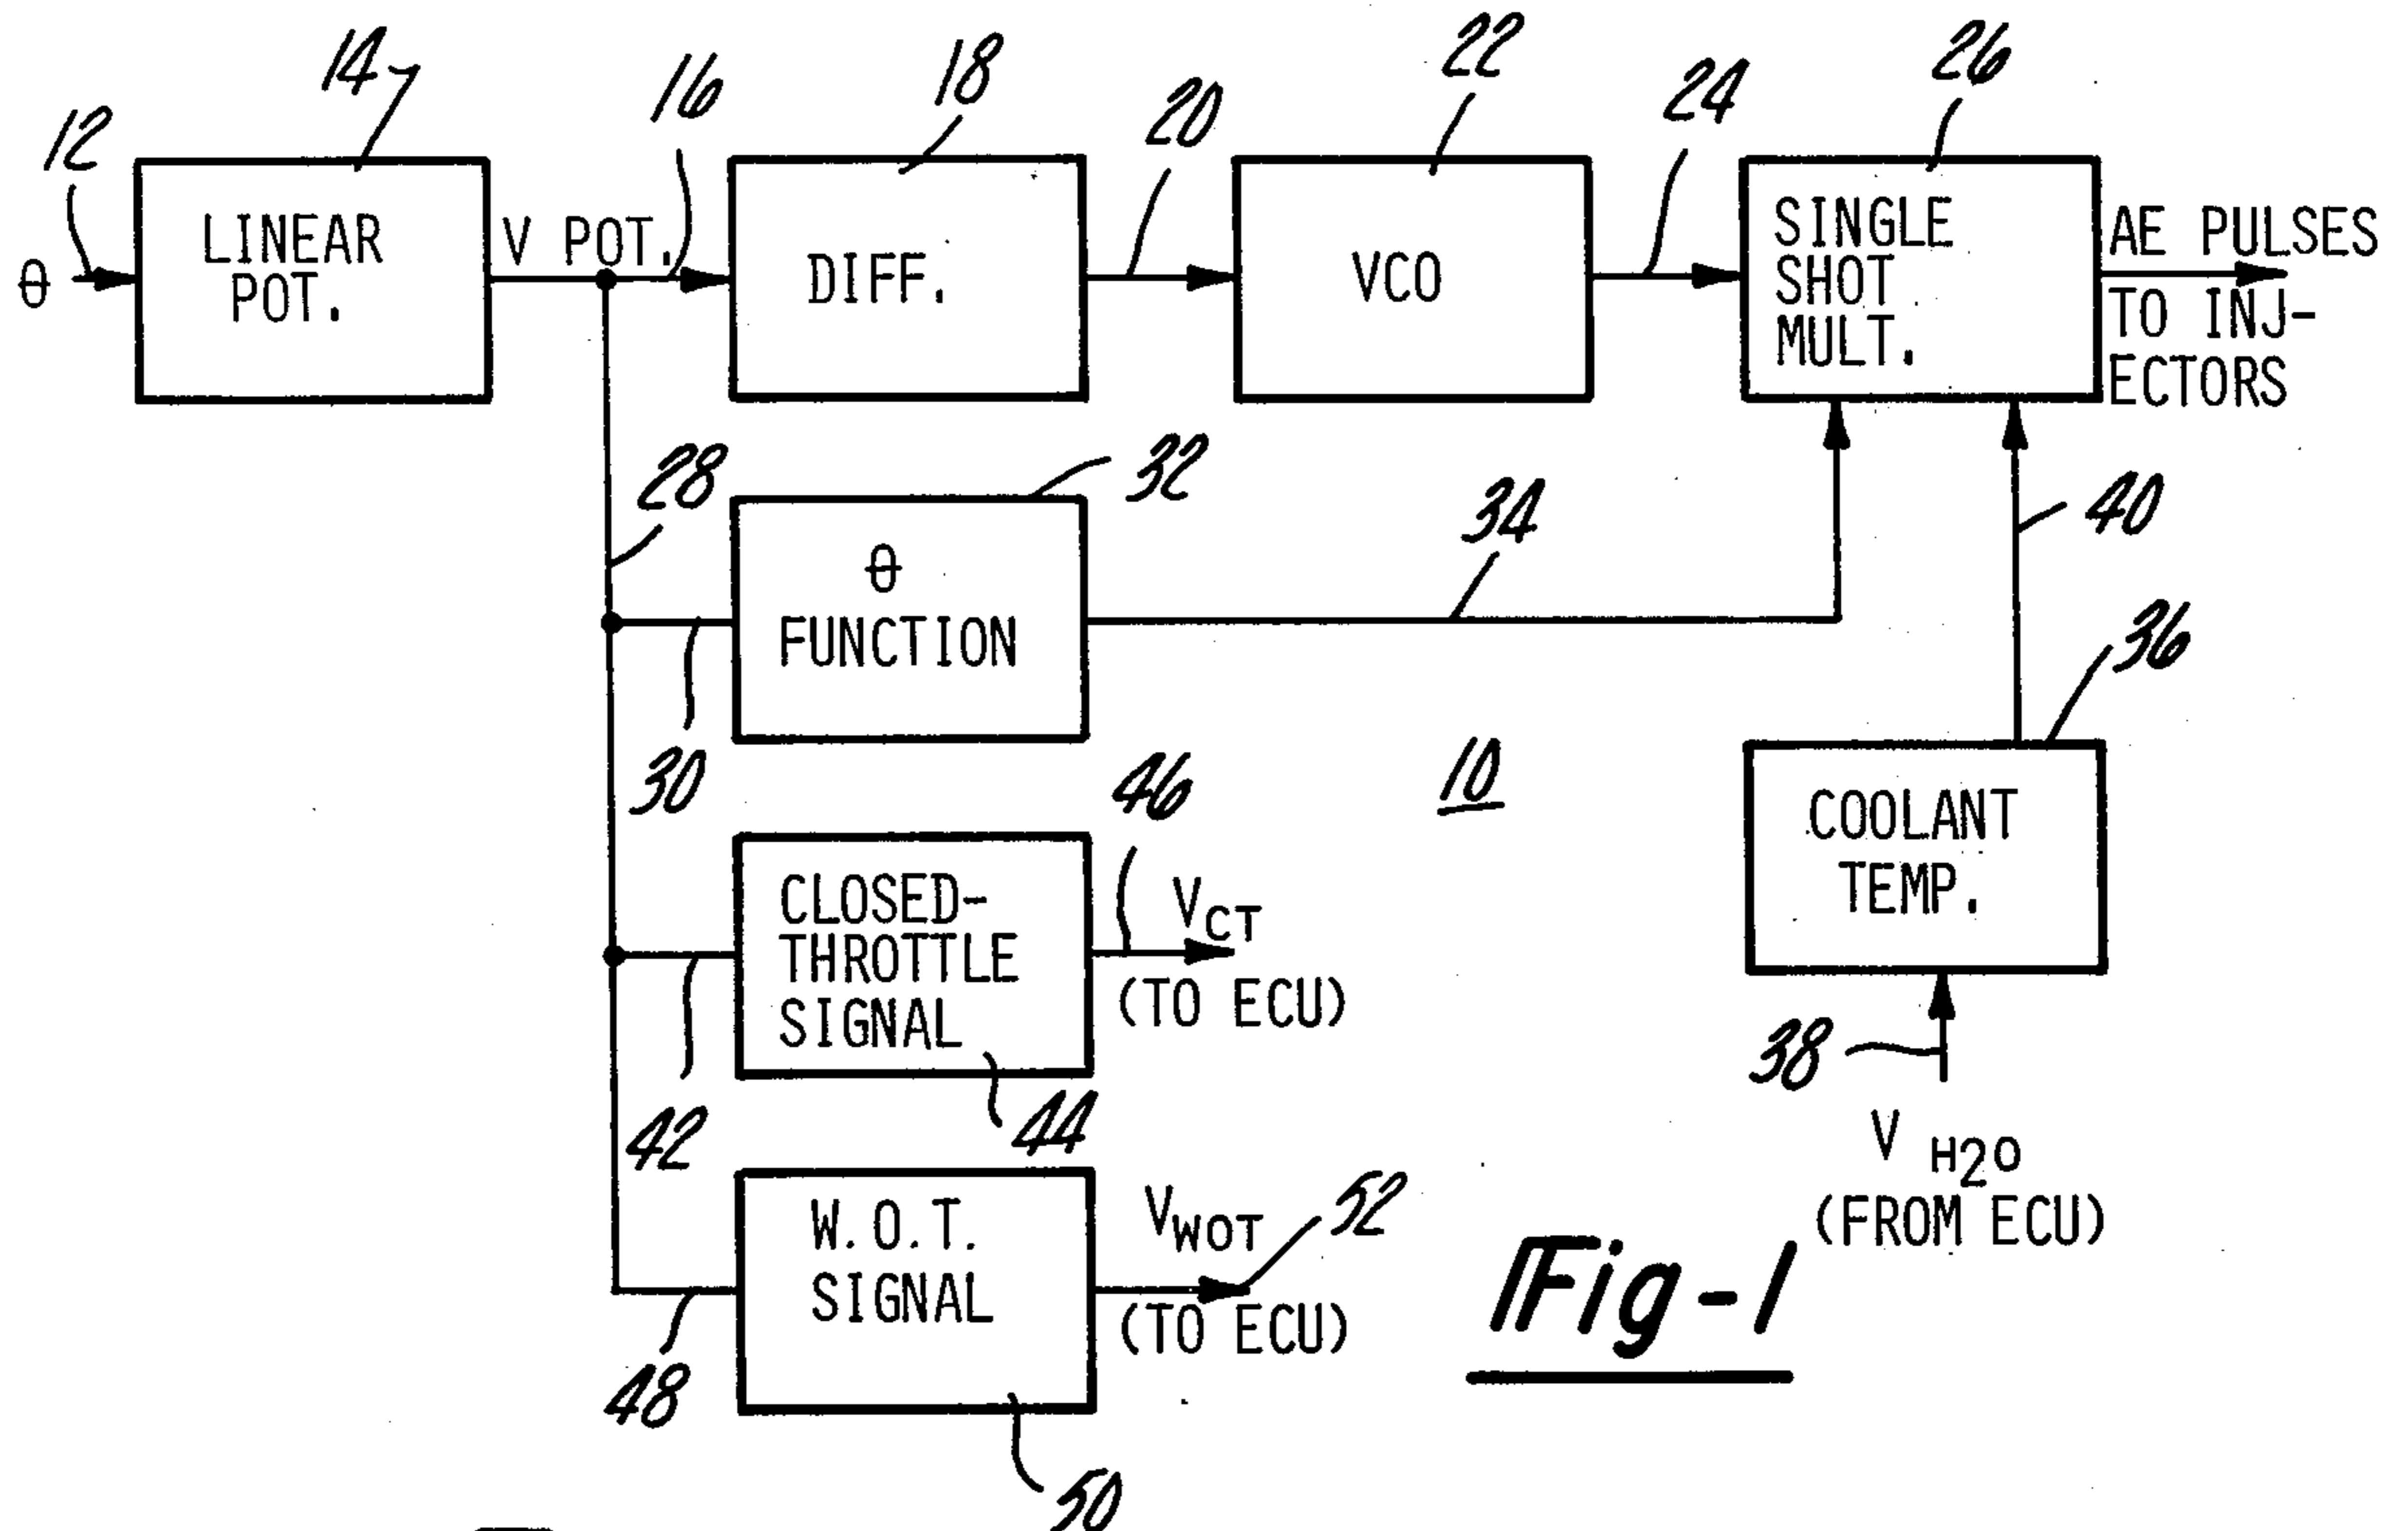 14
16
18
20
22
24
26
12
θ
LINEAR
POT.
V POT.
DIFF.
VCO
SINGLE
SHOT
MULT.
AE PULSES
TO INJ-
ECTORS
28
32
34
40
θ
FUNCTION
30
36
10
46
COOLANT
TEMP.
CLOSED-
THROTTLE
SIGNAL
VCT
(TO ECU)
42
44
38
V H2O
(FROM ECU)
W.O.T.
SIGNAL
VWOT
(TO ECU)
52
48
50
Fig-1